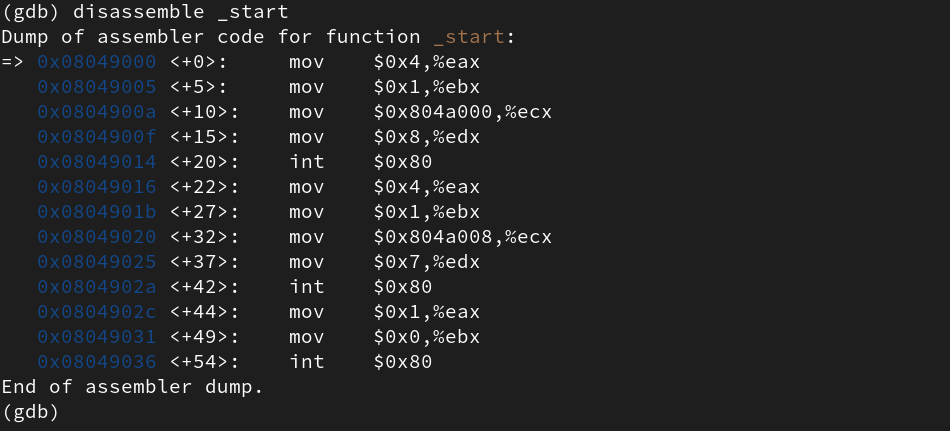 (gdb) disassemble _start
Dump of assembler code for function _start:
=> 0x08049000 <+0>:     mov    $0x4,%eax
   0x08049005 <+5>:     mov    $0x1,%ebx
   0x0804900a <+10>:    mov    $0x804a000,%ecx
   0x0804900f <+15>:    mov    $0x8,%edx
   0x08049014 <+20>:    int    $0x80
   0x08049016 <+22>:    mov    $0x4,%eax
   0x0804901b <+27>:    mov    $0x1,%ebx
   0x08049020 <+32>:    mov    $0x804a008,%ecx
   0x08049025 <+37>:    mov    $0x7,%edx
   0x0804902a <+42>:    int    $0x80
   0x0804902c <+44>:    mov    $0x1,%eax
   0x08049031 <+49>:    mov    $0x0,%ebx
   0x08049036 <+54>:    int    $0x80
End of assembler dump.
(gdb)